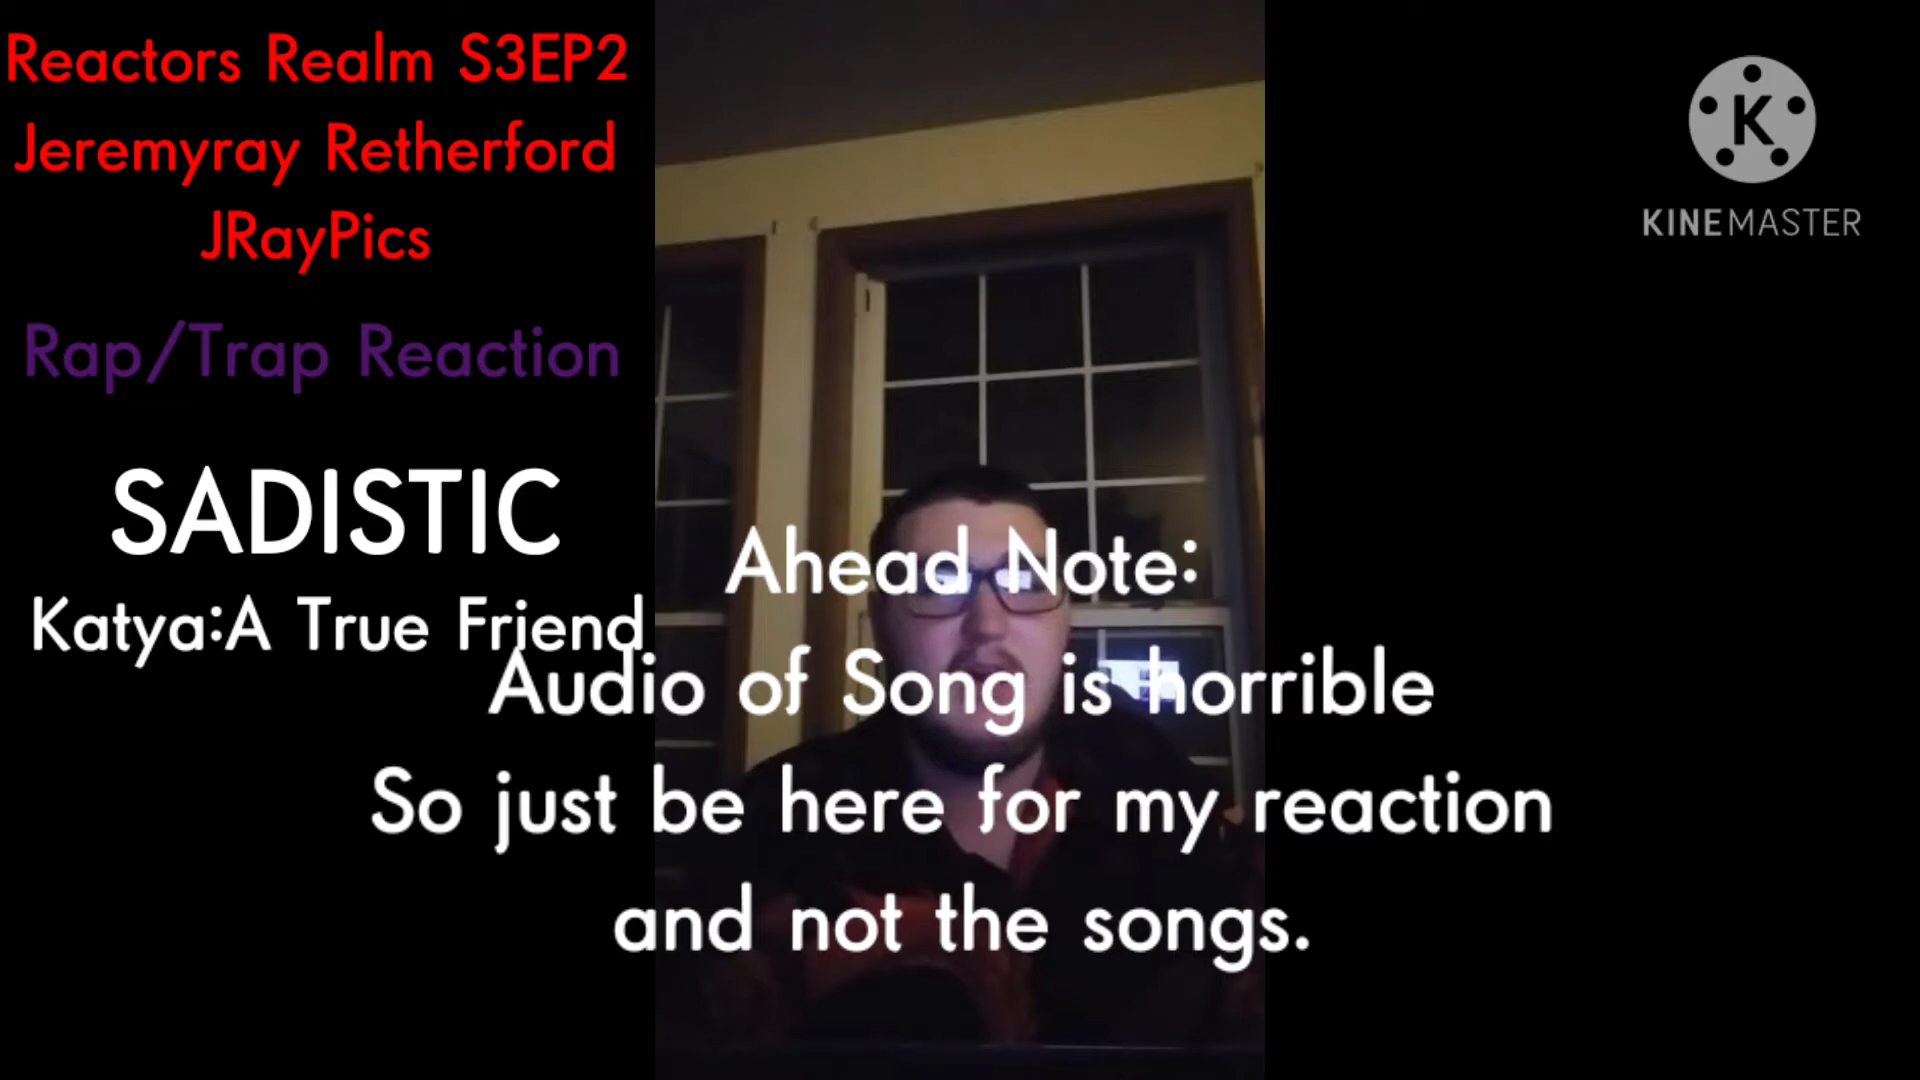 Reactors Realm S3EP2
Jeremyray Retherford
JRayPics
Rap/Trap Reaction
SADISTIC
Katya:A True Friend
Ahead Note:
Audio of Song is horrible
So just be here for my reaction
and not the songs.
K
KINEMASTER